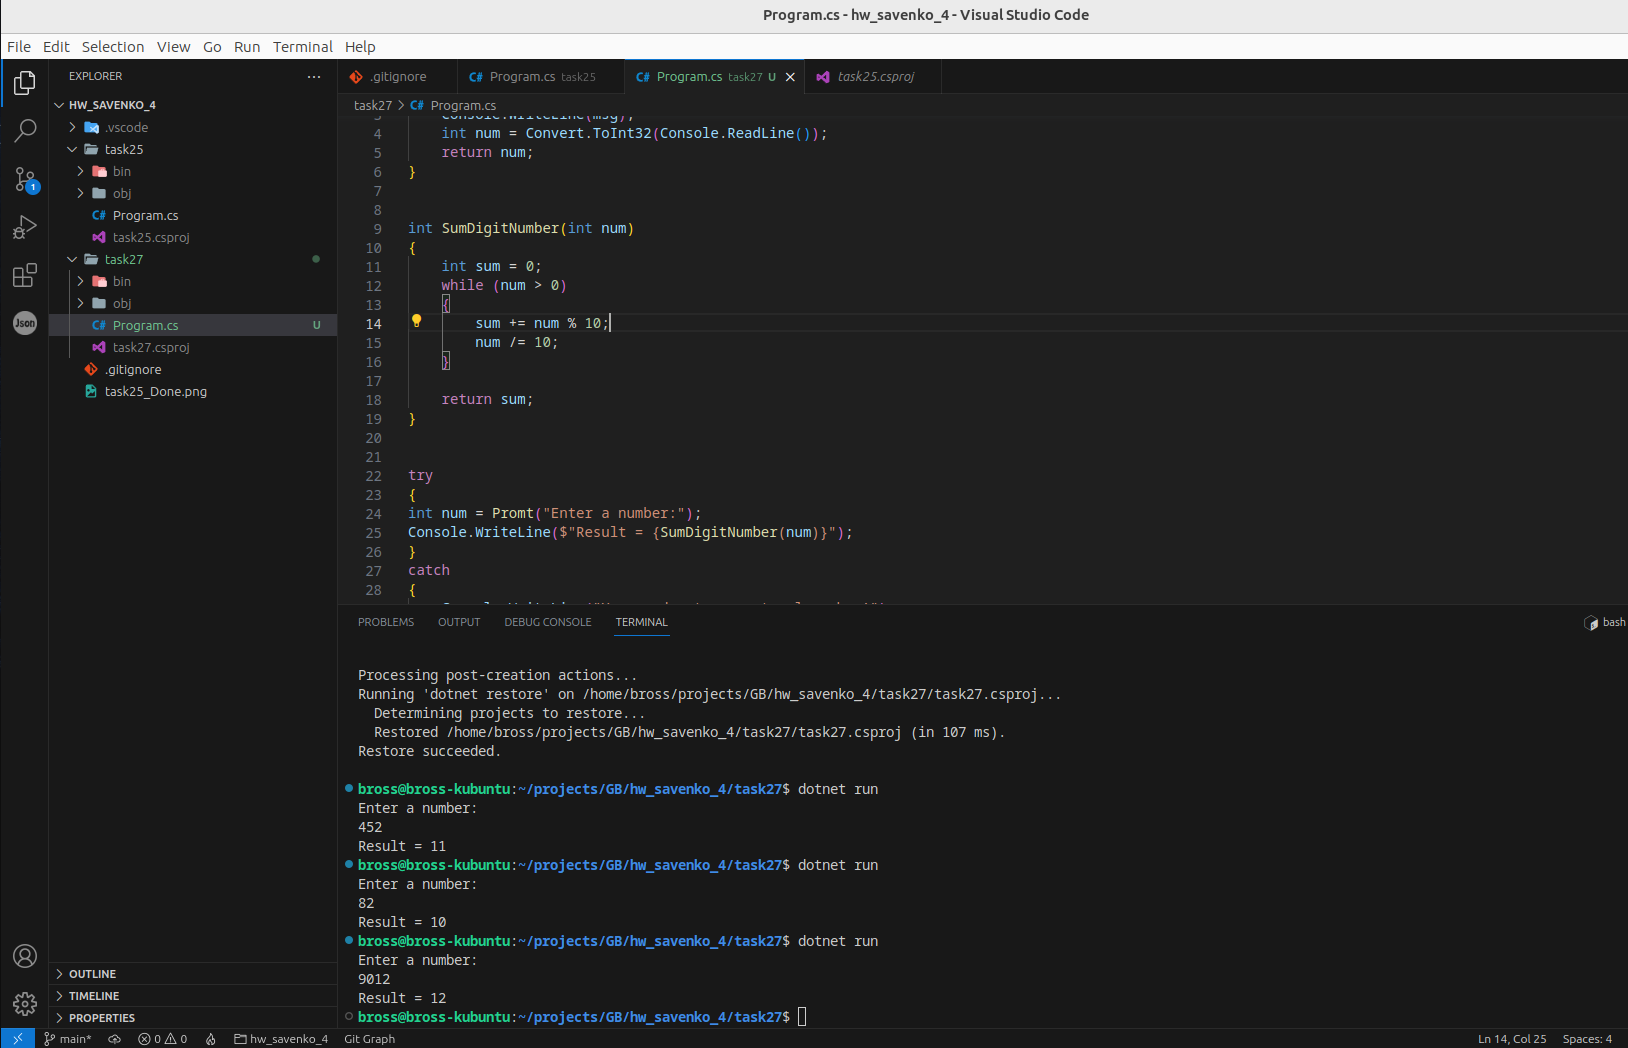 Program.cs - hw_savenko_4 - Visual Studio Code
File Edit Selection View Go Run Terminal Help
EXPLORER
.gitignore
C# Program.cs task25
C# Program.cs task27 U
task25.csproj
HW_SAVENKO_4
.vscode
task25
bin
obj
C# Program.cs
task25.csproj
task27
bin
obj
C# Program.cs U
task27.csproj
.gitignore
task25_Done.png
OUTLINE
TIMELINE
PROPERTIES
1
Json
task27 > C# Program.cs
3 Console.WriteLine(msg);
4 int num = Convert.ToInt32(Console.ReadLine());
5 return num;
6 }
7
8
9 int SumDigitNumber(int num)
10 {
11 int sum = 0;
12 while (num > 0)
13 {
14 sum += num % 10;
15 num /= 10;
16 }
17
18 return sum;
19 }
20
21
22 try
23 {
24 int num = Promt("Enter a number:");
25 Console.WriteLine($"Result = {SumDigitNumber(num)}");
26 }
27 catch
28 {
PROBLEMS OUTPUT DEBUG CONSOLE TERMINAL
bash
Processing post-creation actions...
Running 'dotnet restore' on /home/bross/projects/GB/hw_savenko_4/task27/task27.csproj...
Determining projects to restore...
Restored /home/bross/projects/GB/hw_savenko_4/task27/task27.csproj (in 107 ms).
Restore succeeded.
bross@bross-kubuntu:~/projects/GB/hw_savenko_4/task27$ dotnet run
Enter a number:
452
Result = 11
bross@bross-kubuntu:~/projects/GB/hw_savenko_4/task27$ dotnet run
Enter a number:
82
Result = 10
bross@bross-kubuntu:~/projects/GB/hw_savenko_4/task27$ dotnet run
Enter a number:
9012
Result = 12
bross@bross-kubuntu:~/projects/GB/hw_savenko_4/task27$
main* 0 0 hw_savenko_4 Git Graph
Ln 14, Col 25 Spaces: 4